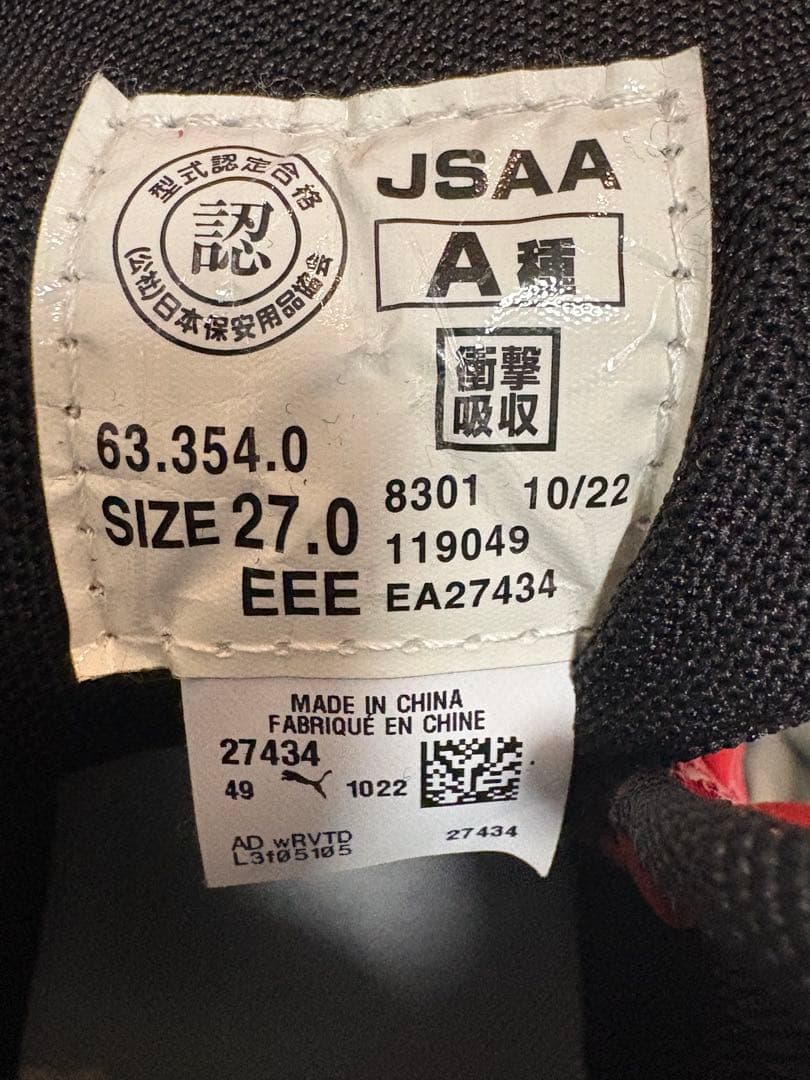 型式認定合格
認
(公社)日本保安用品協会
JSAA
A種
衝撃
吸収
63.354.0
SIZE 27.0
EEE
8301 10/22
119049
EA27434
MADE IN CHINA
FABRIQUÉ EN CHINE
27434
49 1022
AD wRVTD
L3f05105
27434